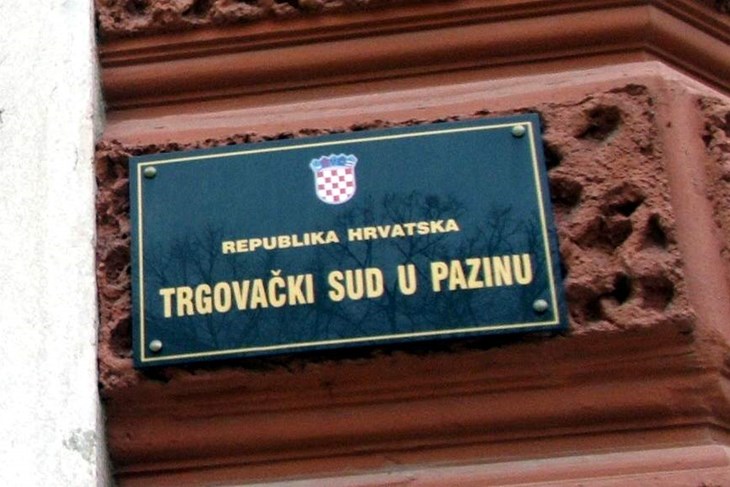 REPUBLIKA HRVATSKA
TRGOVAČKI SUD U PAZINU